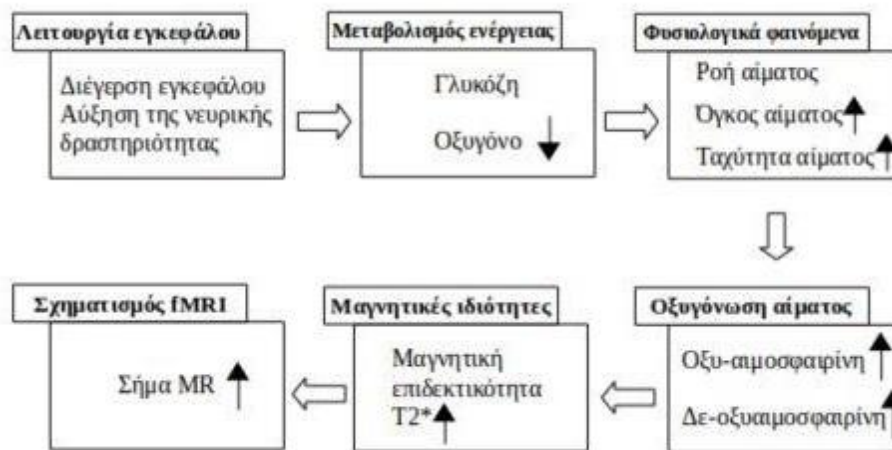 Λειτουργία εγκεφάλου
Διέγερση εγκεφάλου
Αύξηση της νευρικής
δραστηριότητας
Μεταβολισμός ενέργειας
Γλυκόζη
Οξυγόνο
Φυσιολογικά φαινόμενα
Ροή αίματος
Όγκος αίματος
Ταχύτητα αίματος
Οξυγόνωση αίματος
Οξυ-αιμοσφαιρίνη
Δε-οξυαιμοσφαιρίνη
Μαγνητικές ιδιότητες
Μαγνητική
επιδεκτικότητα
T2*
Σχηματισμός fMRI
Σήμα MR